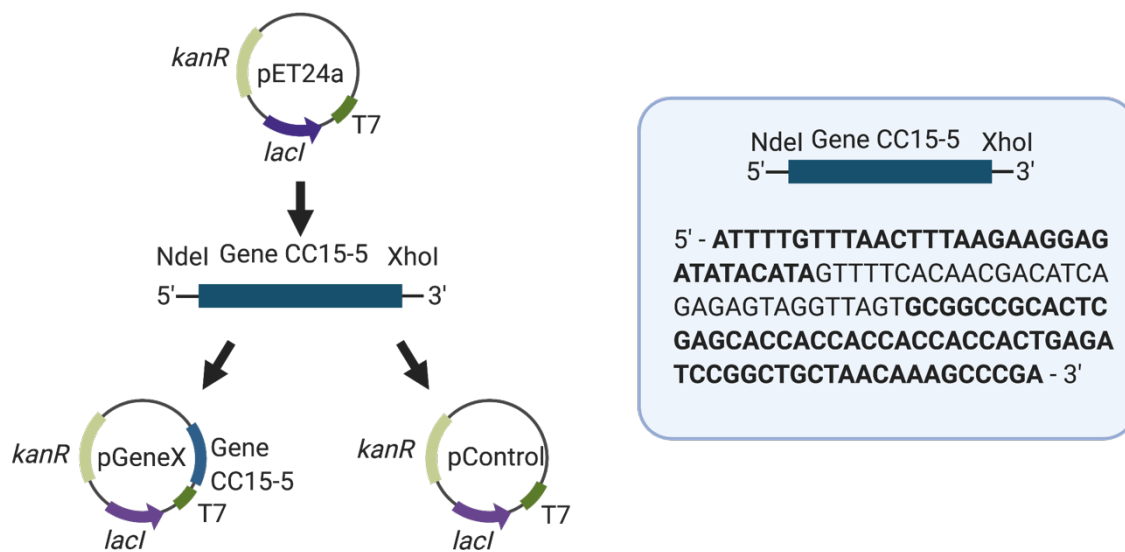 kanR
pET24a
T7
lacI
NdeI Gene CC15-5 XhoI
5' 3'
kanR
pGeneX
Gene
CC15-5
T7
lacI
kanR
pControl
T7
lacI
NdeI Gene CC15-5 XhoI
5' 3'
5' - ATTTTGTTTAACTTTAAGAAGGAG
ATATACATAGTTTTCACAACGACATCA
GAGAGTAGGTTAGTGCGGCCGCACTC
GAGCACCACCACCACCACCACTGAGA
TCCGGCTGCTAACAAAGCCCGA - 3'